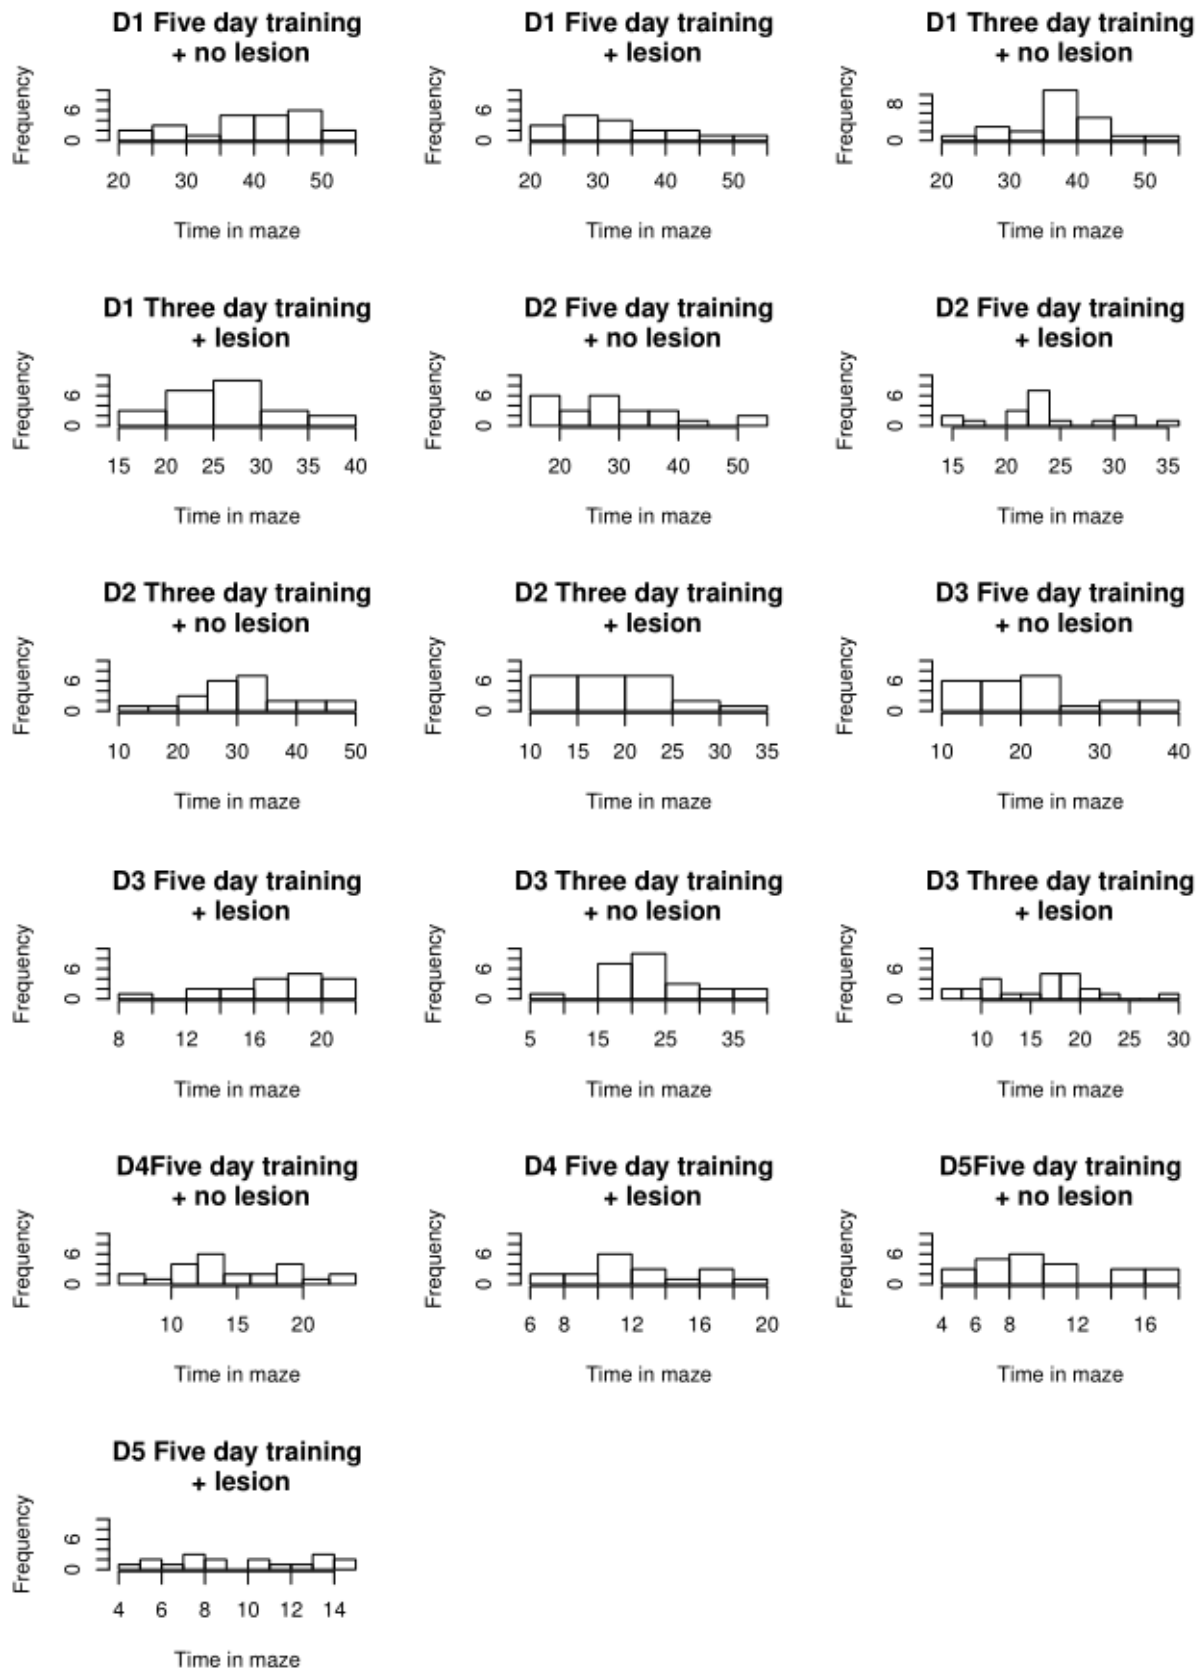 D1 Five day training
+ no lesion
Frequency
0 6
20 30 40 50
Time in maze
D1 Five day training
+ lesion
Frequency
0 6
20 30 40 50
Time in maze
D1 Three day training
+ no lesion
Frequency
0 8
20 30 40 50
Time in maze
D1 Three day training
+ lesion
Frequency
0 6
15 20 25 30 35 40
Time in maze
D2 Five day training
+ no lesion
Frequency
0 6
20 30 40 50
Time in maze
D2 Five day training
+ lesion
Frequency
0 6
15 20 25 30 35
Time in maze
D2 Three day training
+ no lesion
Frequency
0 6
10 20 30 40 50
Time in maze
D2 Three day training
+ lesion
Frequency
0 6
10 15 20 25 30 35
Time in maze
D3 Five day training
+ no lesion
Frequency
0 6
10 20 30 40
Time in maze
D3 Five day training
+ lesion
Frequency
0 6
8 12 16 20
Time in maze
D3 Three day training
+ no lesion
Frequency
0 6
5 15 25 35
Time in maze
D3 Three day training
+ lesion
Frequency
0 6
10 15 20 25 30
Time in maze
D4Five day training
+ no lesion
Frequency
0 6
10 15 20
Time in maze
D4 Five day training
+ lesion
Frequency
0 6
6 8 12 16 20
Time in maze
D5Five day training
+ no lesion
Frequency
0 6
4 6 8 12 16
Time in maze
D5 Five day training
+ lesion
Frequency
0 6
4 6 8 10 12 14
Time in maze